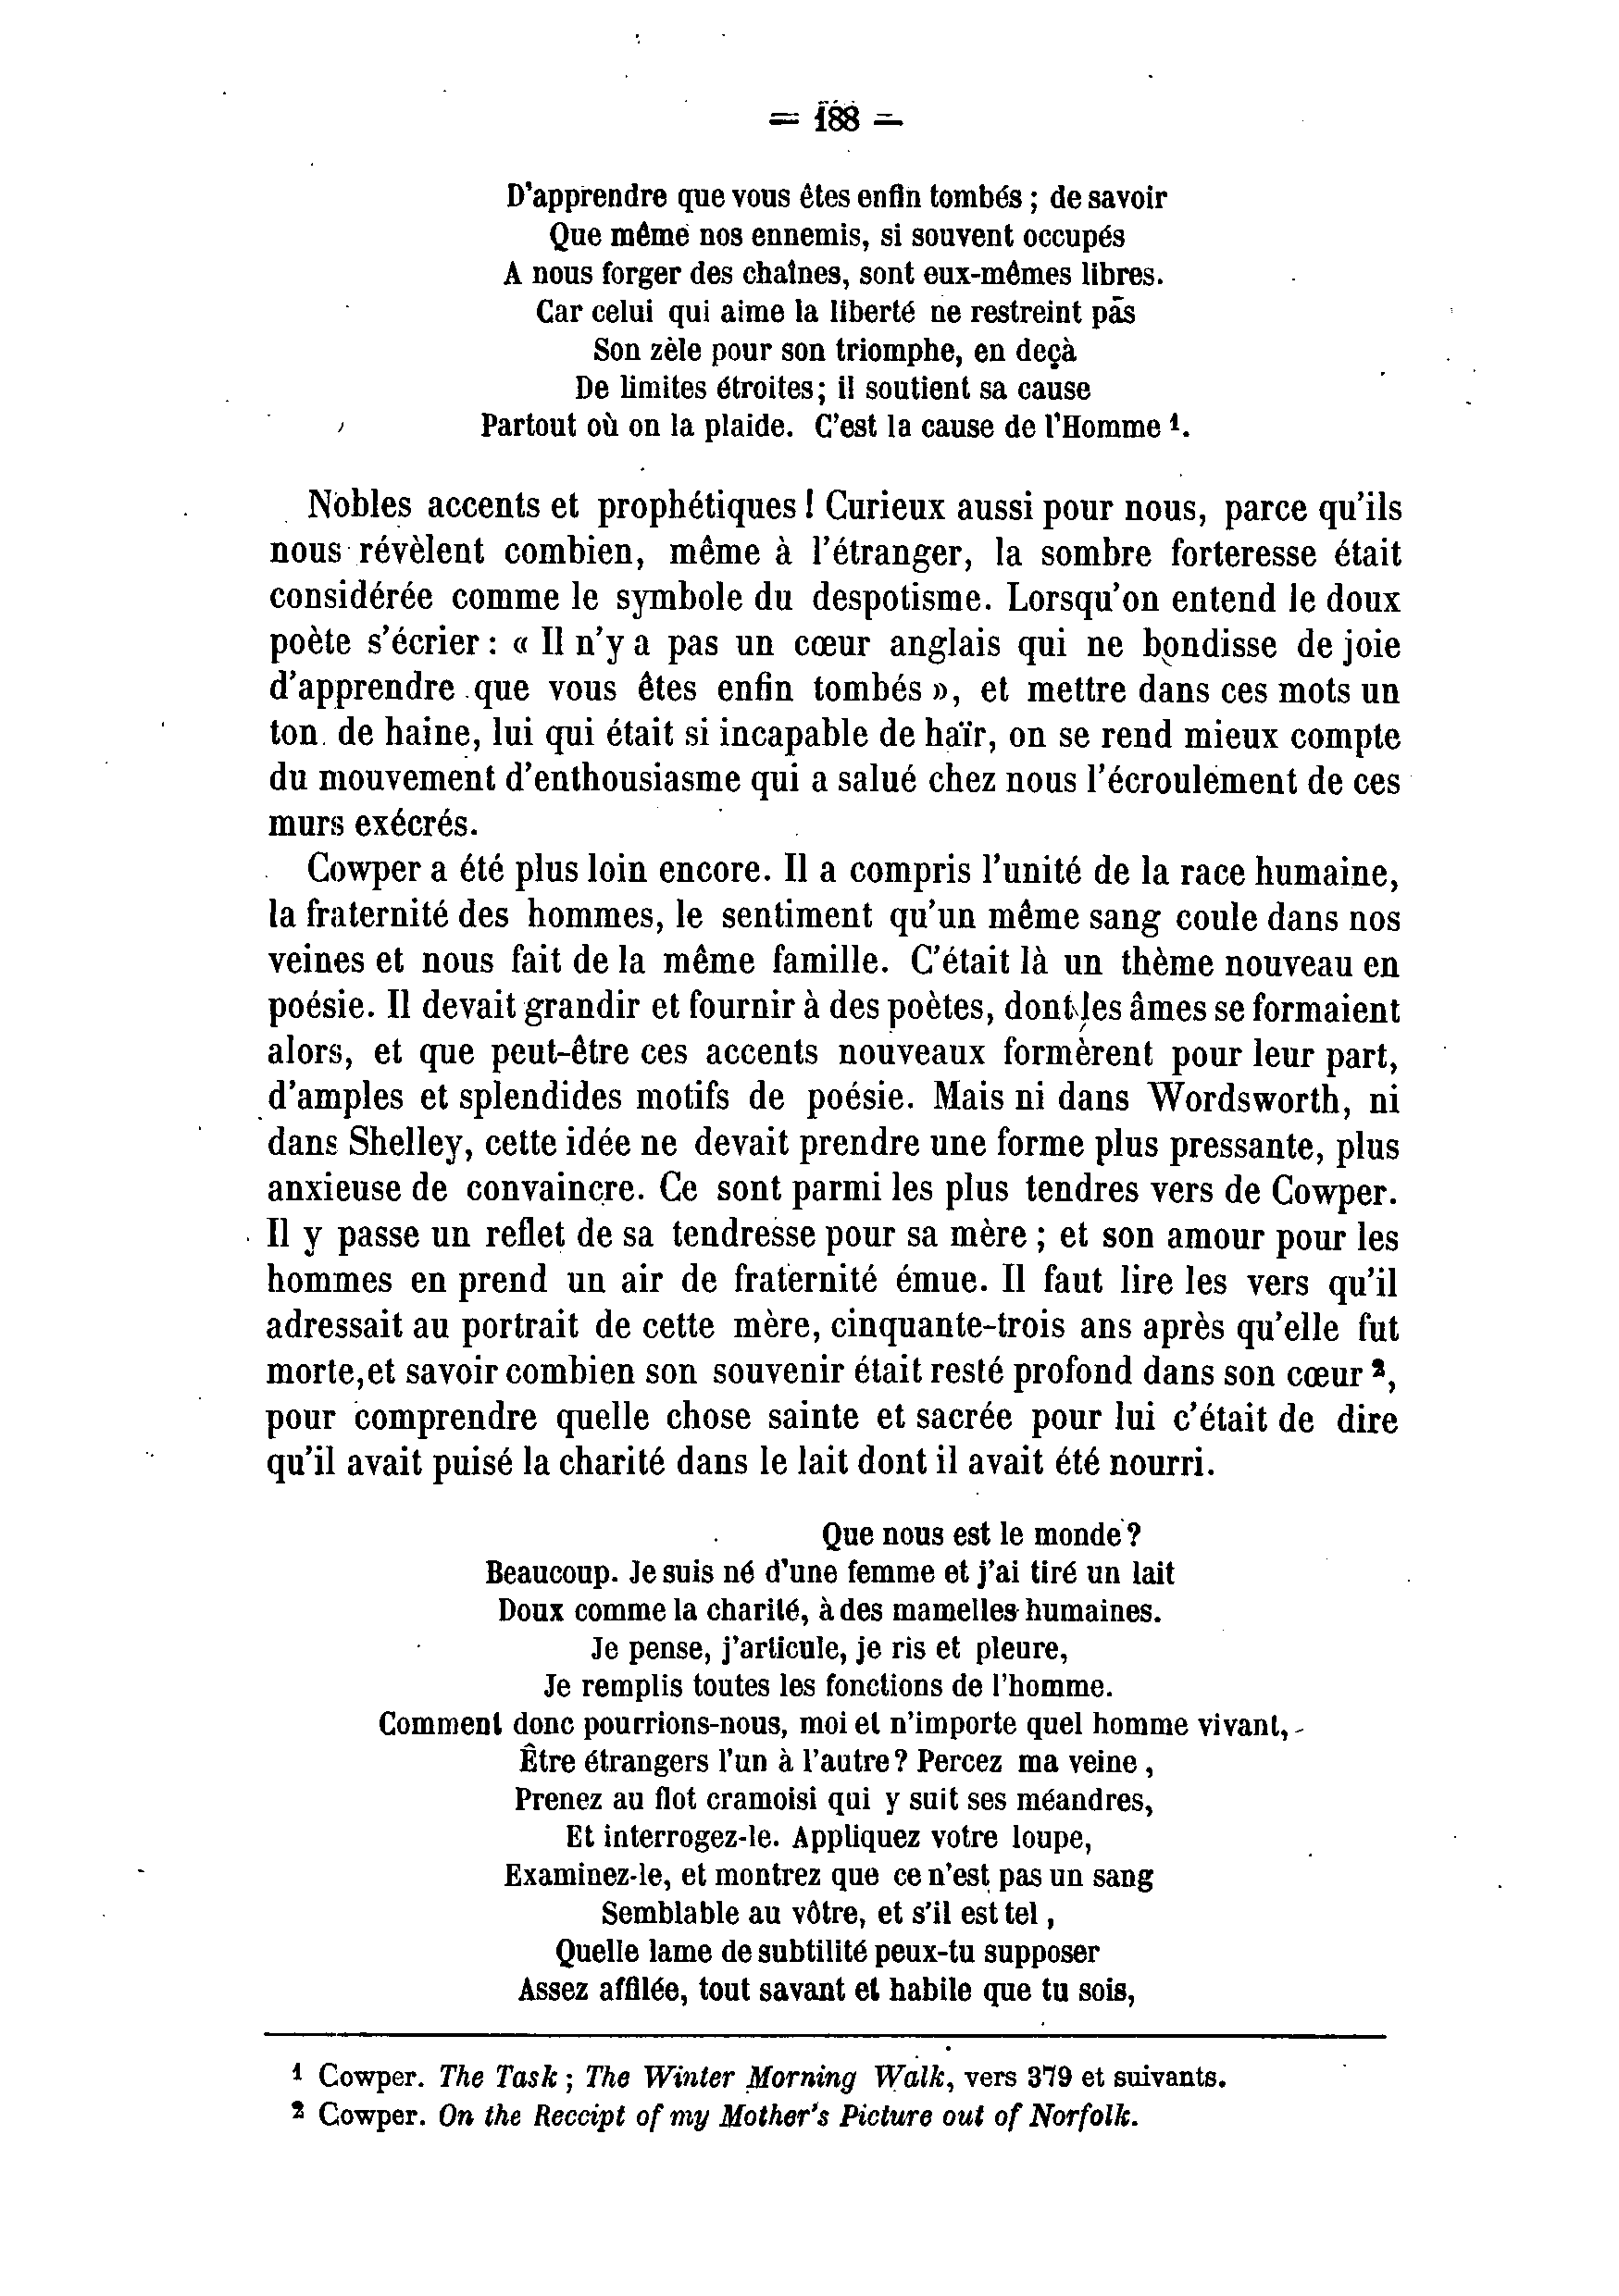 = 188 =
D'apprendre que vous êtes enfin tombés ; de savoir
Que même nos ennemis, si souvent occupés
A nous forger des chaînes, sont eux-mêmes libres.
Car celui qui aime la liberté ne restreint pas
Son zèle pour son triomphe, en deçà
De limites étroites; il soutient sa cause
Partout où on la plaide. C'est la cause de l'Homme 1.
Nobles accents et prophétiques ! Curieux aussi pour nous, parce qu'ils
nous révèlent combien, même à l'étranger, la sombre forteresse était
considérée comme le symbole du despotisme. Lorsqu'on entend le doux
poète s'écrier : « Il n'y a pas un cœur anglais qui ne bondisse de joie
d'apprendre que vous êtes enfin tombés », et mettre dans ces mots un
ton de haine, lui qui était si incapable de haïr, on se rend mieux compte
du mouvement d'enthousiasme qui a salué chez nous l'écroulement de ces
murs exécrés.
Cowper a été plus loin encore. Il a compris l'unité de la race humaine,
la fraternité des hommes, le sentiment qu'un même sang coule dans nos
veines et nous fait de la même famille. C'était là un thème nouveau en
poésie. Il devait grandir et fournir à des poètes, dont les âmes se formaient
alors, et que peut-être ces accents nouveaux formèrent pour leur part,
d'amples et splendides motifs de poésie. Mais ni dans Wordsworth, ni
dans Shelley, cette idée ne devait prendre une forme plus pressante, plus
anxieuse de convaincre. Ce sont parmi les plus tendres vers de Cowper.
Il y passe un reflet de sa tendresse pour sa mère ; et son amour pour les
hommes en prend un air de fraternité émue. Il faut lire les vers qu'il
adressait au portrait de cette mère, cinquante-trois ans après qu'elle fut
morte, et savoir combien son souvenir était resté profond dans son cœur 2,
pour comprendre quelle chose sainte et sacrée pour lui c'était de dire
qu'il avait puisé la charité dans le lait dont il avait été nourri.
Que nous est le monde ?
Beaucoup. Je suis né d'une femme et j'ai tiré un lait
Doux comme la charité, à des mamelles humaines.
Je pense, j'articule, je ris et pleure,
Je remplis toutes les fonctions de l'homme.
Comment donc pourrions-nous, moi et n'importe quel homme vivant,
Être étrangers l'un à l'autre ? Percez ma veine,
Prenez au flot cramoisi qui y suit ses méandres,
Et interrogez-le. Appliquez votre loupe,
Examinez-le, et montrez que ce n'est pas un sang
Semblable au vôtre, et s'il est tel,
Quelle lame de subtilité peux-tu supposer
Assez affilée, tout savant et habile que tu sois,
1 Cowper. The Task ; The Winter Morning Walk, vers 379 et suivants.
2 Cowper. On the Reccipt of my Mother's Picture out of Norfolk.